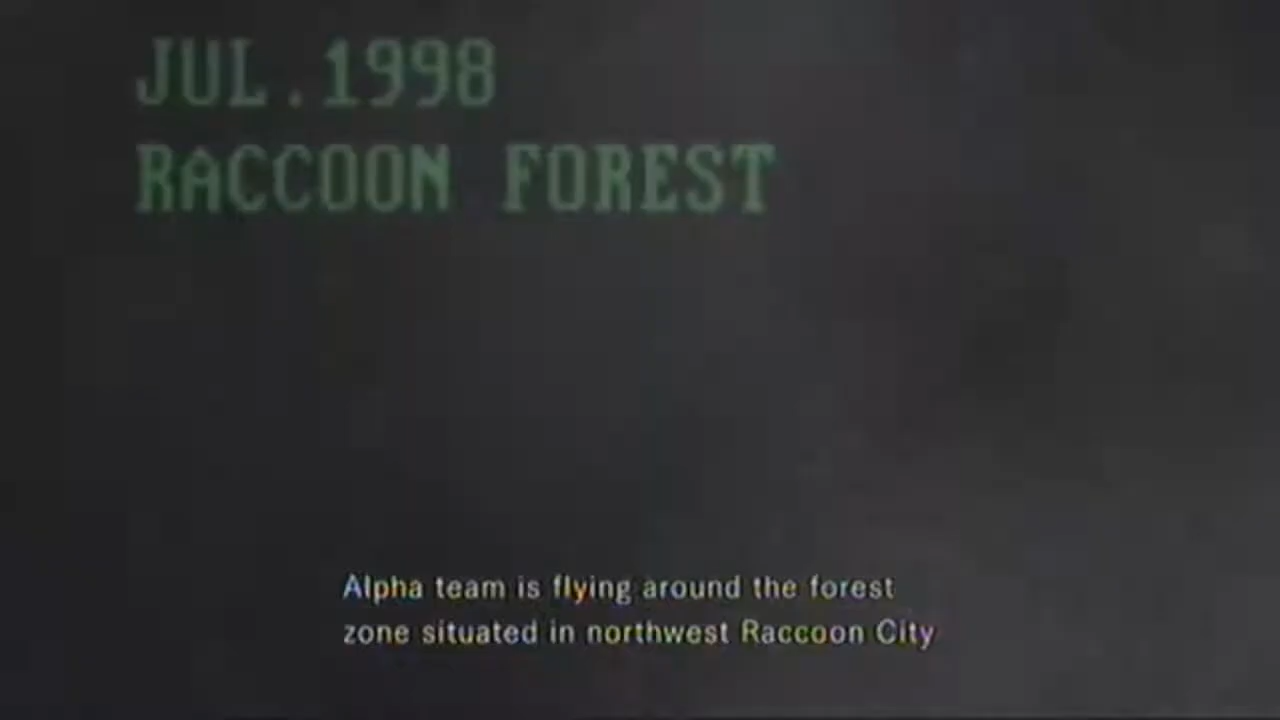 JUL.1998
RACCOON FOREST
Alpha team is flying around the forest
zone situated in northwest Raccoon City